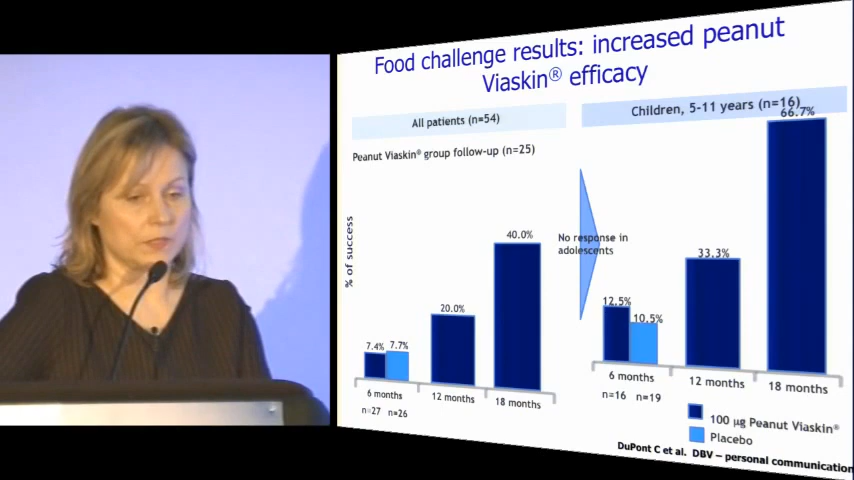 Food challenge results: increased peanut
Viaskin® efficacy
All patients (n=54)
Children, 5-11 years (n=16)
Peanut Viaskin® group follow-up (n=25)
% of success
No response in
adolescents
7.4% 7.7%
20.0%
40.0%
6 months
12 months
18 months
n=27 n=26
12.5%
10.5%
33.3%
66.7%
6 months
12 months
18 months
n=16 n=19
100 µg Peanut Viaskin®
Placebo
DuPont C et al. DBV – personal communication